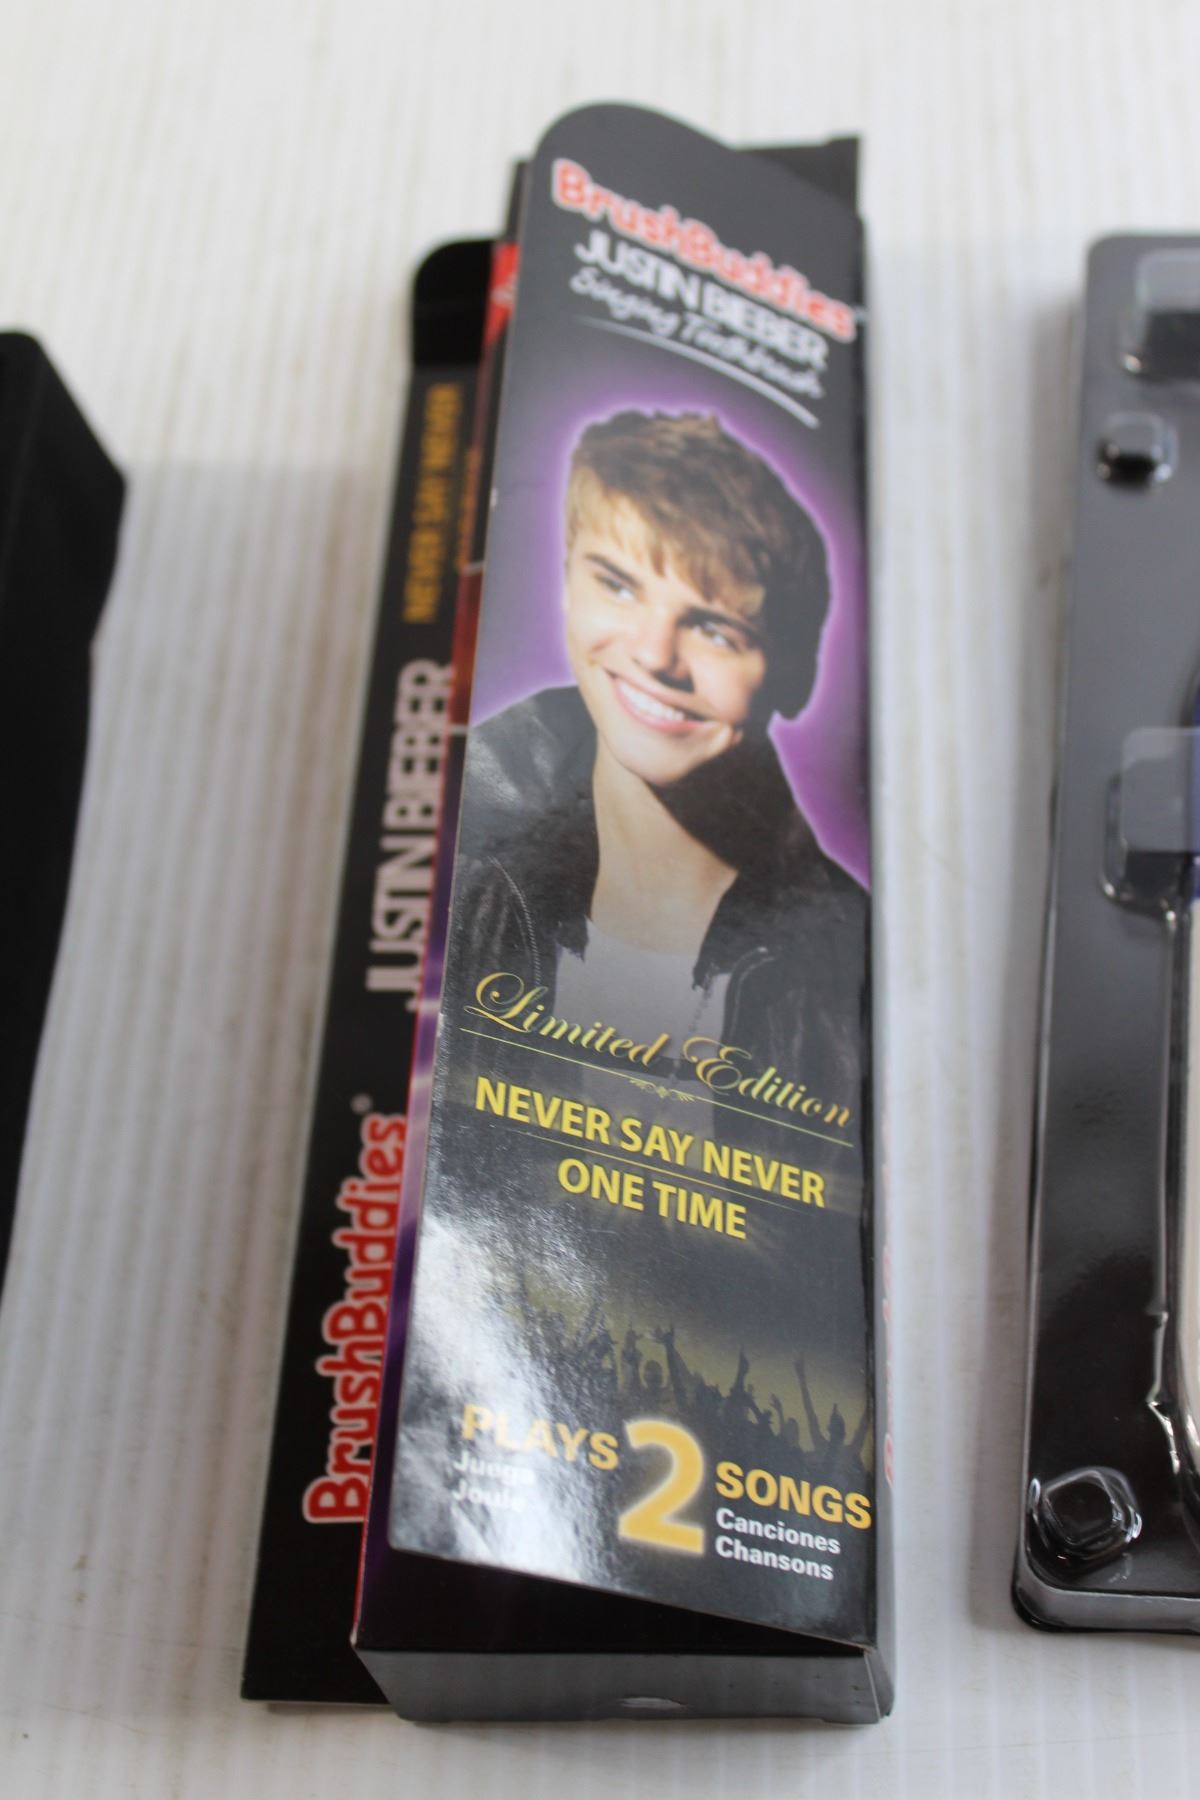 BrushBuddies
JUSTIN BIEBER
Singing Toothbrush
Limited Edition
NEVER SAY NEVER
ONE TIME
PLAYS 2 SONGS
Juega Canciones
Joue Chansons
BrushBuddies® JUSTIN BIEBER NEVER SAY NEVER